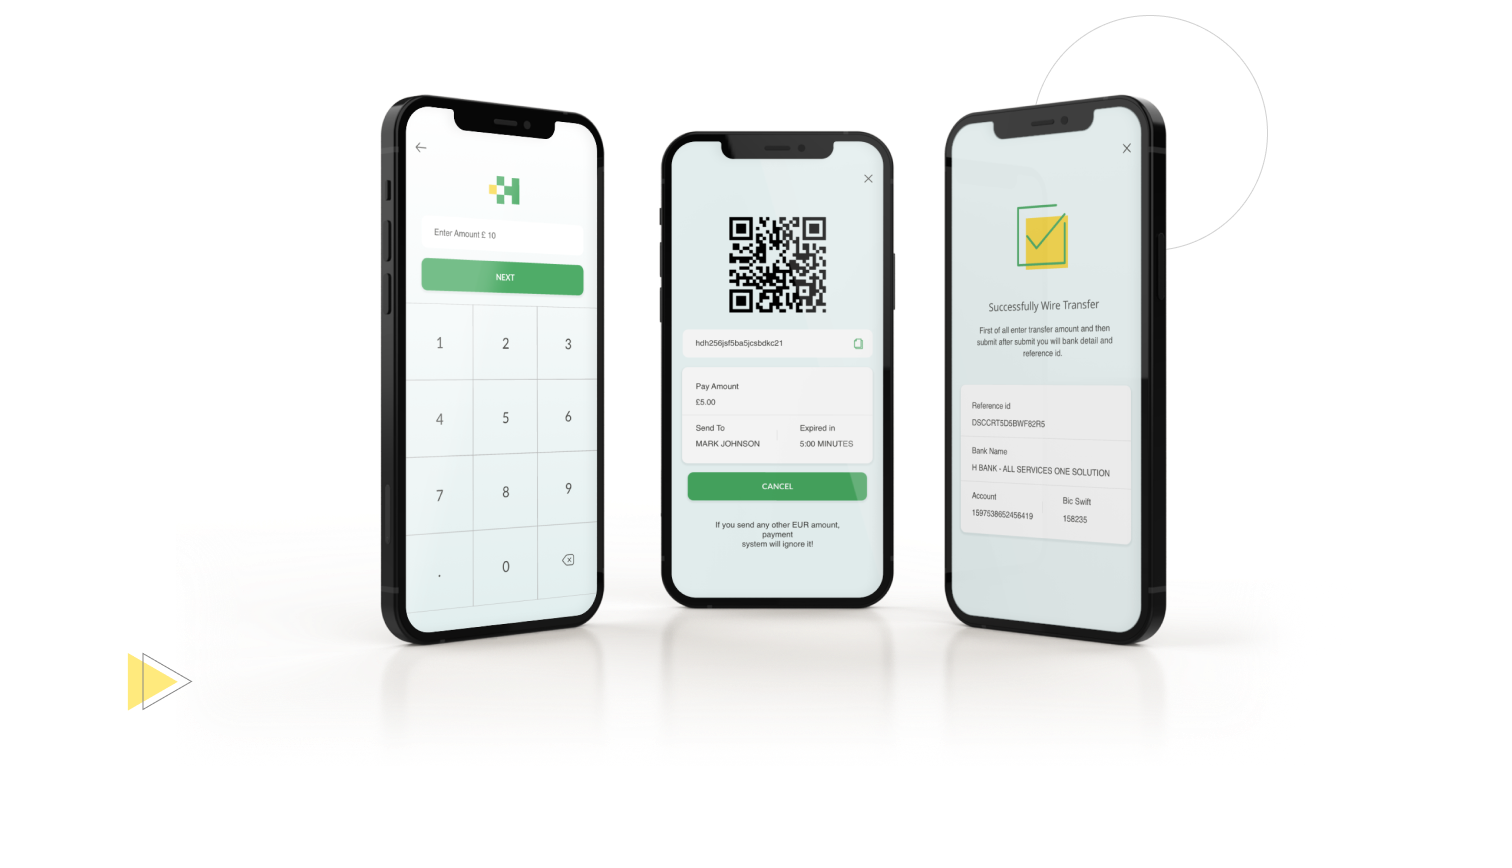 Enter Amount £ 10
NEXT
1 2 3
4 5 6
7 8 9
. 0
hdh256jsf5ba5jcsbdkc21
Pay Amount
£5.00
Send To Expired in
MARK JOHNSON 5:00 MINUTES
CANCEL
If you send any other EUR amount,
payment
system will ignore it!
Successfully Wire Transfer
First of all enter transfer amount and then
submit after submit you will bank detail and
reference id.
Reference id
DSCCRT5D5BWF82R5
Bank Name
H BANK - ALL SERVICES ONE SOLUTION
Account Bic Swift
1597538652456419 158235